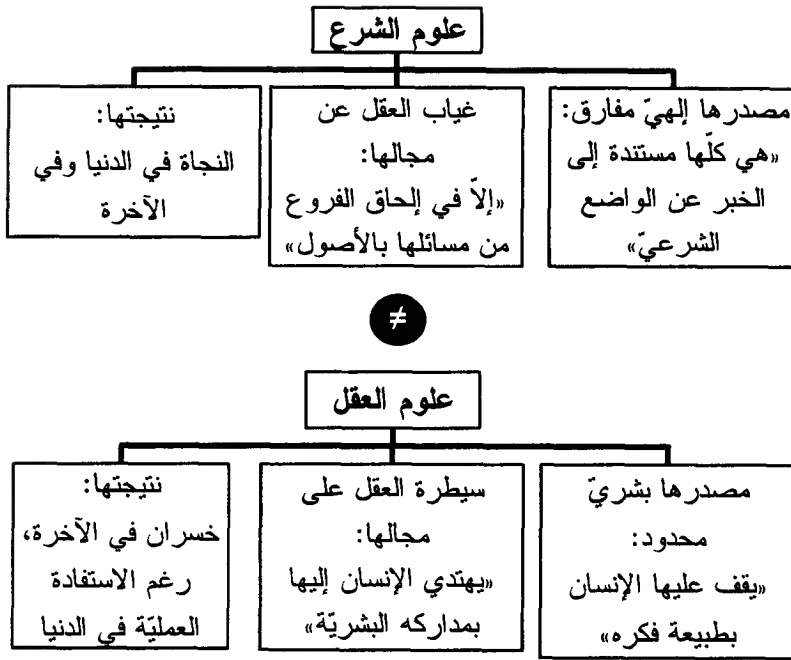 علوم الشرع
مصدرها إلهيّ مفارق:
«هي كلّها مستندة إلى
الخبر عن الواضع
الشرعيّ»
غياب العقل عن
مجالها:
«إلاّ في إلحاق الفروع
من مسائلها بالأصول»
نتيجتها:
النجاة في الدنيا وفي
الآخرة
≠
علوم العقل
مصدرها بشريّ
محدود:
«يقف عليها الإنسان
بطبيعة فكره»
سيطرة العقل على
مجالها:
«يهتدي الإنسان إليها
بمداركه البشريّة»
نتيجتها:
خسران في الآخرة،
رغم الاستفادة
العمليّة في الدنيا